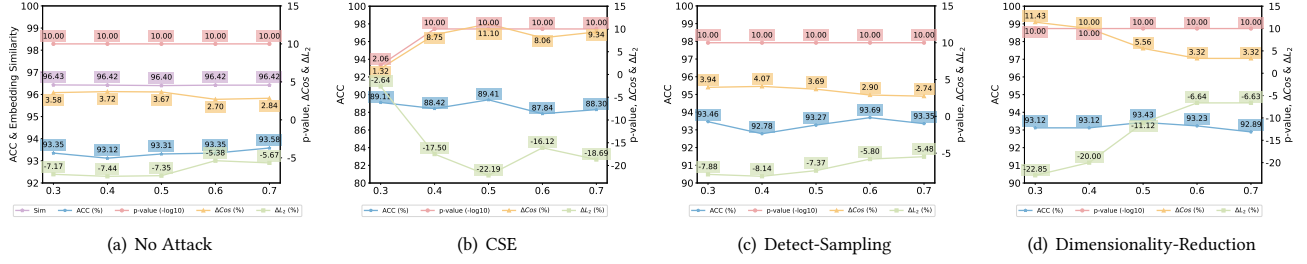 100
99
98
97
96
95
94
93
92
ACC & Embedding Similarity
10.00 10.00 10.00 10.00 10.00
96.43 96.42 96.40 96.42 96.42
3.58 3.72 3.67 2.70 2.84
93.35 93.12 93.31 93.35 93.58
-7.17 -7.44 -7.35 -5.38 -5.67
15
10
5
0
-5
p-value, ΔCos & ΔL2
0.3 0.4 0.5 0.6 0.7
Sim ACC (%) p-value (-log10) ΔCos (%) ΔL2 (%)
(a) No Attack
100
98
96
94
92
90
88
86
84
82
80
ACC
2.06 10.00 10.00 10.00 10.00
1.32 8.75 11.10 8.06 9.34
-2.64 -17.50 -22.19 -16.12 -18.69
88.42 89.41 87.84 88.30
15
10
5
0
-5
-10
-15
-20
p-value, ΔCos & ΔL2
0.3 0.4 0.5 0.6 0.7
ACC (%) p-value (-log10) ΔCos (%) ΔL2 (%)
(b) CSE
100
99
98
97
96
95
94
93
92
91
90
ACC
10.00 10.00 10.00 10.00 10.00
3.94 4.07 3.69 2.90 2.74
93.46 92.78 93.27 93.69 93.35
-7.88 -8.14 -7.37 -5.80 -5.48
15
10
5
0
-5
p-value, ΔCos & ΔL2
0.3 0.4 0.5 0.6 0.7
ACC (%) p-value (-log10) ΔCos (%) ΔL2 (%)
(c) Detect-Sampling
100
99
98
97
96
95
94
93
92
91
90
ACC
11.43 5.56 3.32 3.32
10.00 10.00 10.00 10.00 10.00
93.12 93.12 93.43 93.23 92.89
-22.85 -20.00 -11.12 -6.64 -6.63
15
10
5
0
-5
-10
-15
-20
p-value, ΔCos & ΔL2
0.3 0.4 0.5 0.6 0.7
ACC (%) p-value (-log10) ΔCos (%) ΔL2 (%)
(d) Dimensionality-Reduction